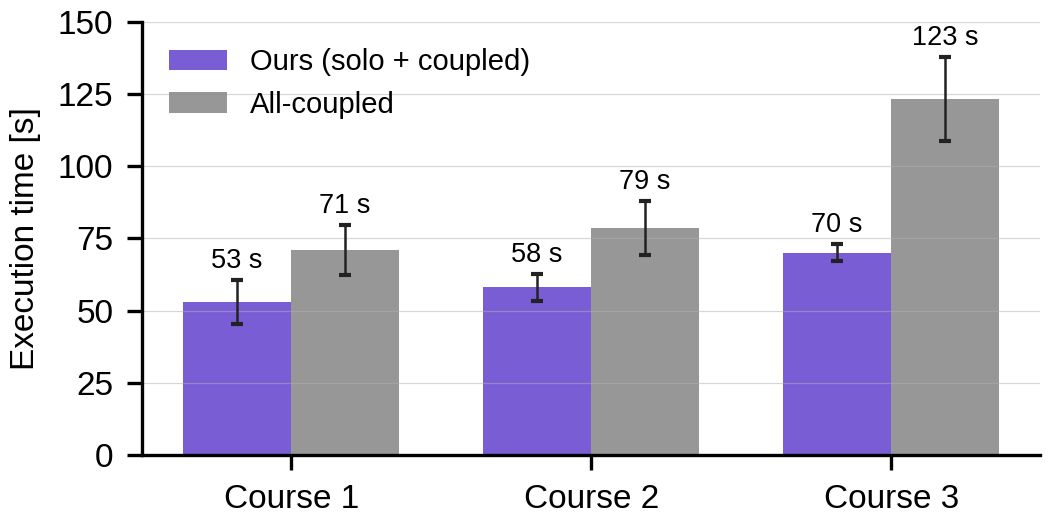 Execution time [s]
150
125
100
75
50
25
0
Ours (solo + coupled)
All-coupled
53 s
71 s
58 s
79 s
70 s
123 s
Course 1
Course 2
Course 3